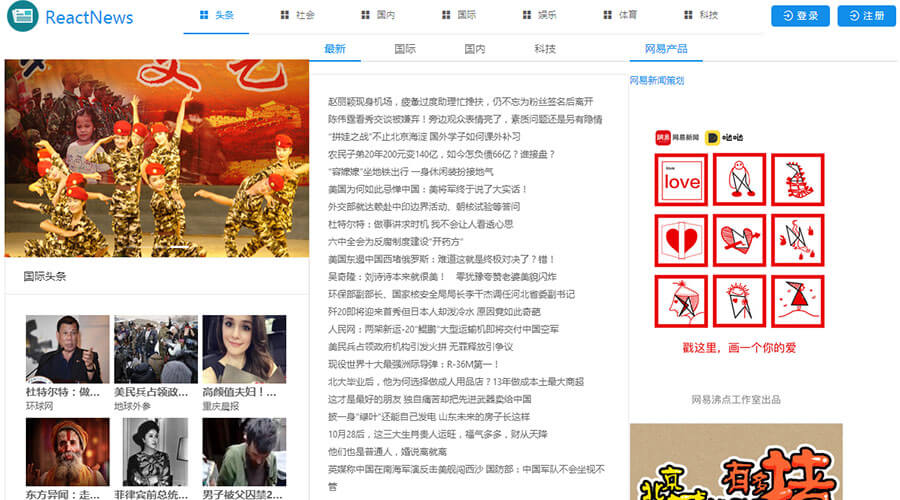 ReactNews
头条
社会
国内
国际
娱乐
体育
科技
登录
注册
最新
国际
国内
科技
网易产品
文艺
国际头条
杜特尔特：做...
环球网
美民兵占领政...
地球外参
高颜值夫妇！...
重庆晨报
东方异闻：走...
菲律宾前总统...
男子被父囚禁2...
赵丽颖现身机场，疲惫过度助理忙搀扶，仍不忘为粉丝签名后离开
陈伟霆看秀交谈被嫌弃！旁边观众表情亮了，素质问题还是另有隐情
“拼娃之战”不止北京海淀 国外学子如何课外补习
农民子弟20年200元变140亿，如今怎负债66亿？谁接盘？
“容嬷嬷”坐地铁出行 一身休闲装扮接地气
美国为何如此忌惮中国：美将军终于说了大实话！
外交部就达赖赴中印边界活动、朝核试验等答问
杜特尔特：做事讲求时机 我不会让人看透心思
六中全会为反腐制度建设“开药方”
美国东遏中国西堵俄罗斯：难道这就是终极对决了？错！
吴奇隆：刘诗诗本来就很美！ 零犹豫夸赞老婆美貌闪炸
环保部副部长、国家核安全局局长李干杰调任河北省委副书记
歼20即将迎来首秀但日本人却泼冷水 原因竟如此奇葩
人民网：两架新运-20“鲲鹏”大型运输机即将交付中国空军
美民兵占领政府机构引发火拼 无罪释放引争议
现役世界十大最强洲际导弹：R-36M第一！
北大毕业后，他为何选择做成人用品店？13年做成本土最大商超
这才是最好的朋友 独自痛苦却把先进武器卖给中国
披一身“绿叶”还能自己发电 山东未来的房子长这样
10月28后，这三大生肖贵人运旺，福气多多，财从天降
他们也是普通人，婚说离就离
英媒称中国在南海军演反击美舰闯西沙 国防部：中国军队不会坐视不
管
网易新闻策划
网易新闻
哒哒
love
戳这里，画一个你的爱
网易沸点工作室出品
北京
有多